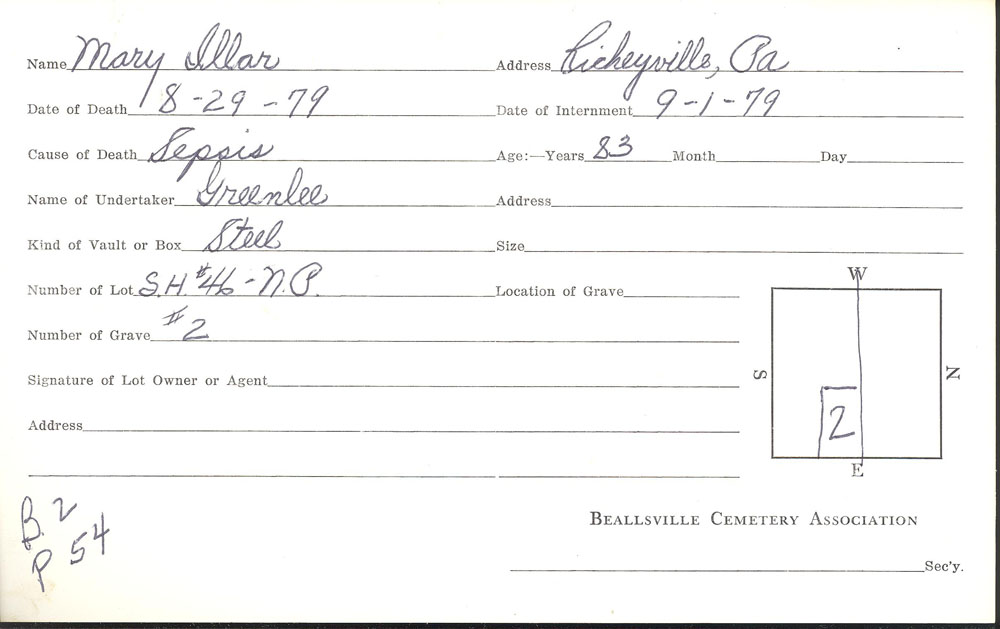 Name Mary Illar Address Richeyville, Pa
Date of Death 8-29-79 Date of Internment 9-1-79
Cause of Death Sepsis Age:—Years 83 Month Day
Name of Undertaker Greenlee Address
Kind of Vault or Box Steel Size
Number of Lot S.H. #46 - N.P. Location of Grave
Number of Grave #2
Signature of Lot Owner or Agent
Address
W
S
N
2
E
B. 2
P 54
BEALLSVILLE CEMETERY ASSOCIATION
Sec'y.